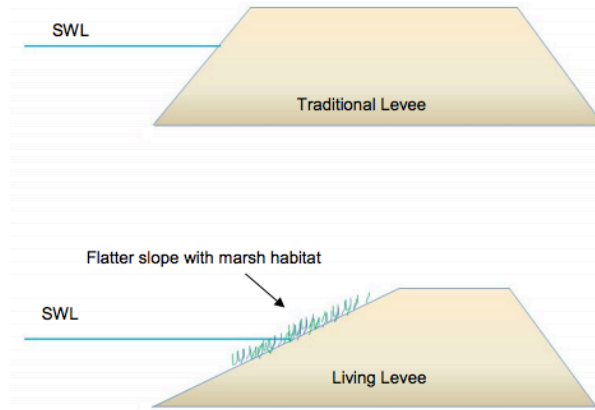 SWL
Traditional Levee
Flatter slope with marsh habitat
SWL
Living Levee